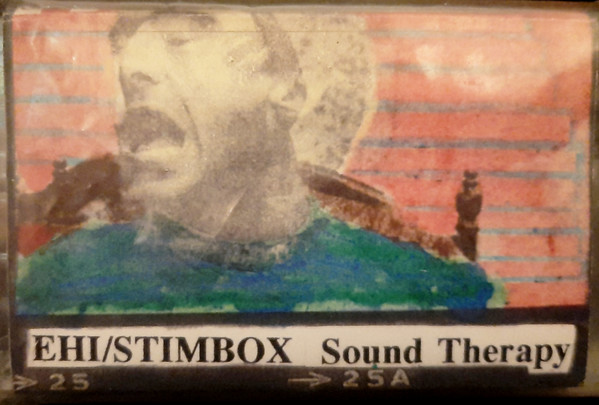 EHI/STIMBOX Sound Therapy
25 25A